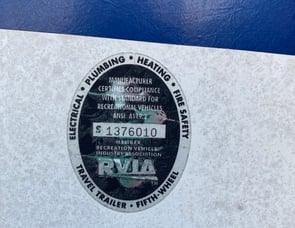 ELECTRICAL • PLUMBING • HEATING • FIRE SAFETY
MANUFACTURER
CERTIFIES COMPLIANCE
WITH STANDARD FOR
RECREATIONAL VEHICLES
ANSI A119.2
S 1376010
MEMBER
RECREATION VEHICLE
INDUSTRY ASSOCIATION
RVIA
TRAVEL TRAILER • FIFTH-WHEEL